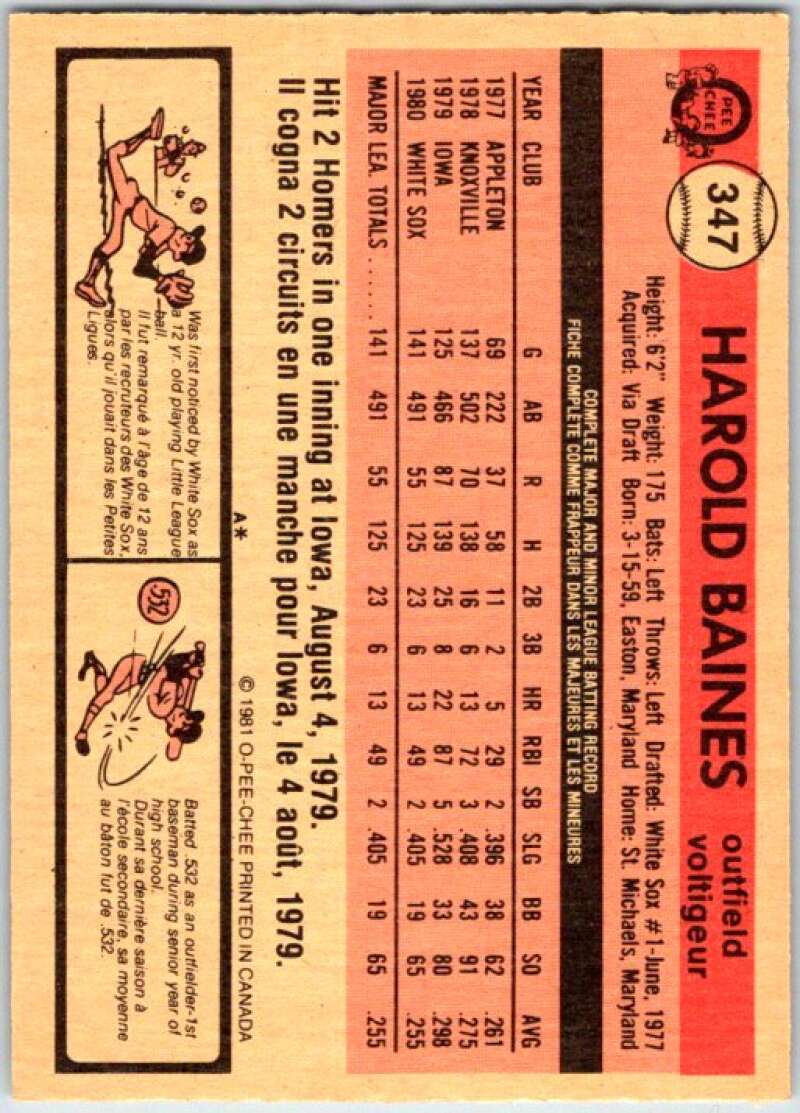 O PEE CHEE
347
HAROLD BAINES
outfield
voltigeur
Height: 6'2" Weight: 175 Bats: Left Throws: Left Drafted: White Sox #1-June, 1977
Acquired: Via Draft Born: 3-15-59, Easton, Maryland Home: St. Michaels, Maryland
COMPLETE MAJOR AND MINOR LEAGUE BATTING RECORD
FICHE COMPLÈTE COMME FRAPPEUR DANS LES MAJEURES ET LES MINEURES
YEAR CLUB G AB R H 2B 3B HR RBI SB SLG BB SO AVG
1977 APPLETON 69 222 37 58 11 2 5 29 2 .396 38 62 .261
1978 KNOXVILLE 137 502 70 138 16 6 13 72 3 .408 43 91 .275
1979 IOWA 125 466 87 139 25 8 22 87 5 .528 33 80 .298
1980 WHITE SOX 141 491 55 125 23 6 13 49 2 .405 19 65 .255
MAJOR LEA. TOTALS ...... 141 491 55 125 23 6 13 49 2 .405 19 65 .255
Hit 2 Homers in one inning at Iowa, August 4, 1979.
Il cogna 2 circuits en une manche pour Iowa, le 4 août, 1979.
A* © 1981 O-PEE-CHEE PRINTED IN CANADA
Was first noticed by White Sox as
a 12 yr. old playing Little League
ball.
Il fut remarqué à l'âge de 12 ans
par les recruteurs des White Sox,
alors qu'il jouait dans les Petites
Ligues.
.532
Batted .532 as an outfielder-1st
baseman during senior year of
high school.
Durant sa dernière saison à
l'école secondaire, sa moyenne
au bâton fut de .532.